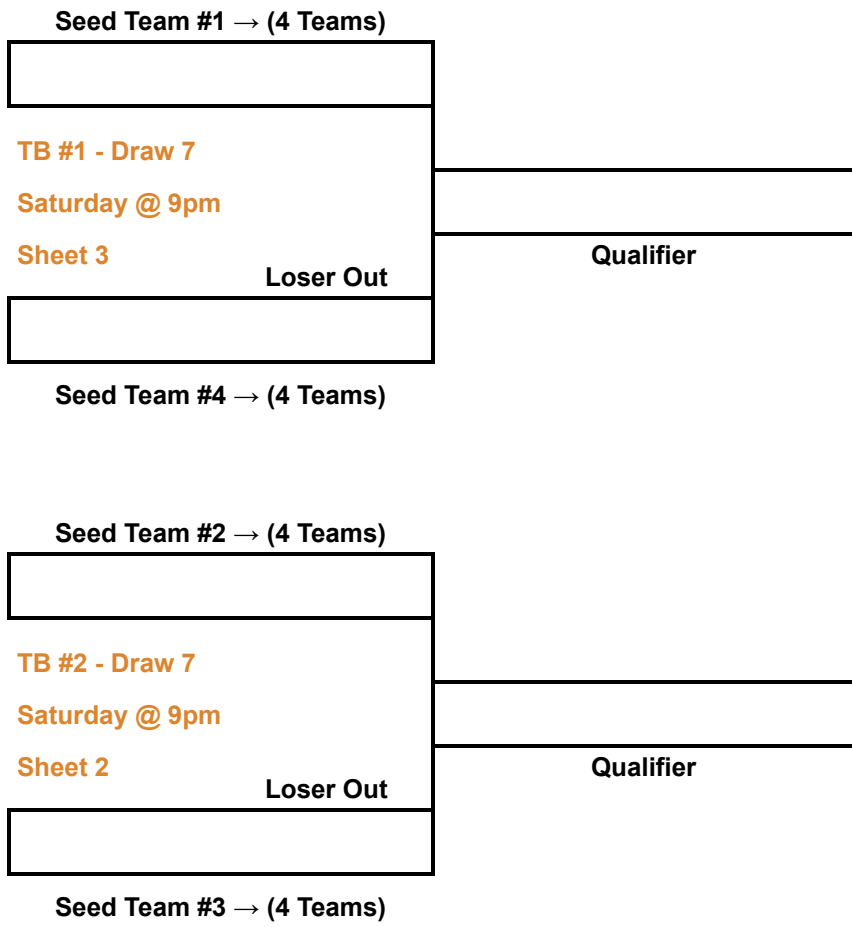 Seed Team #1 → (4 Teams)
TB #1 - Draw 7
Saturday @ 9pm
Sheet 3
Loser Out
Qualifier
Seed Team #4 → (4 Teams)
Seed Team #2 → (4 Teams)
TB #2 - Draw 7
Saturday @ 9pm
Sheet 2
Loser Out
Qualifier
Seed Team #3 → (4 Teams)